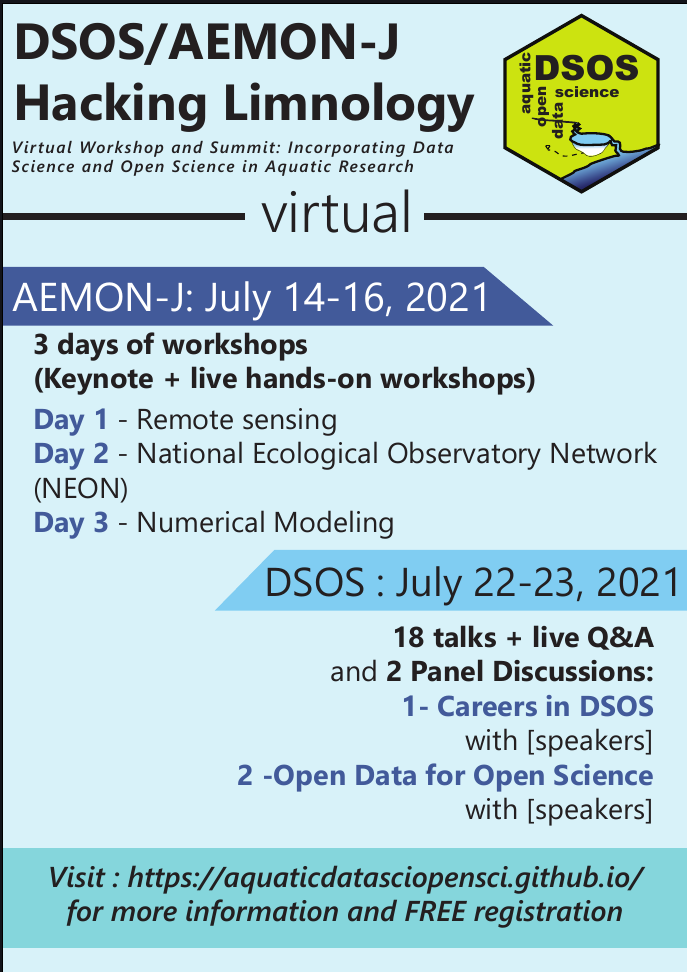 DSOS/AEMON-J
Hacking Limnology
Virtual Workshop and Summit: Incorporating Data
Science and Open Science in Aquatic Research
aquatic
open
data
DSOS
science
virtual
AEMON-J: July 14-16, 2021
3 days of workshops
(Keynote + live hands-on workshops)
Day 1 - Remote sensing
Day 2 - National Ecological Observatory Network
(NEON)
Day 3 - Numerical Modeling
DSOS : July 22-23, 2021
18 talks + live Q&A
and 2 Panel Discussions:
1- Careers in DSOS
with [speakers]
2 -Open Data for Open Science
with [speakers]
Visit : https://aquaticdatasciopensci.github.io/
for more information and FREE registration